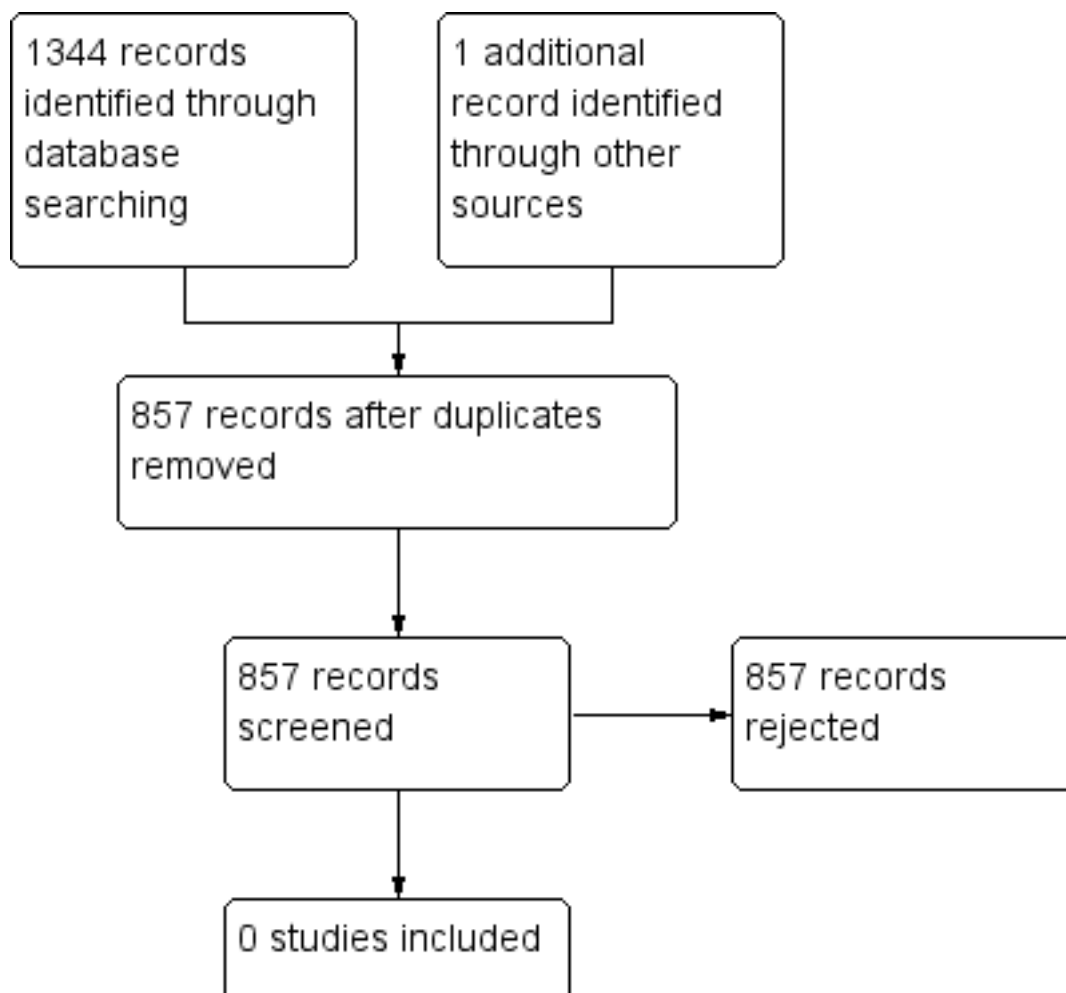 1344 records
identified through
database
searching
1 additional
record identified
through other
sources
857 records after duplicates
removed
857 records
screened
857 records
rejected
0 studies included